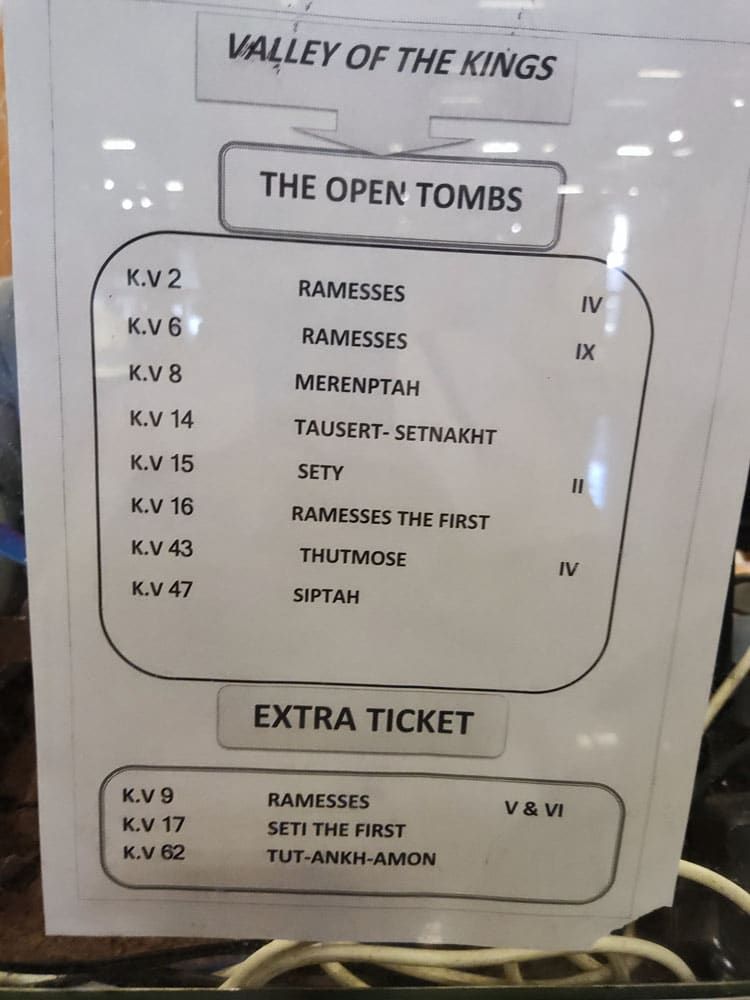 VALLEY OF THE KINGS
THE OPEN TOMBS
K.V 2 RAMESSES IV
K.V 6 RAMESSES IX
K.V 8 MERENPTAH
K.V 14 TAUSERT- SETNAKHT
K.V 15 SETY II
K.V 16 RAMESSES THE FIRST
K.V 43 THUTMOSE IV
K.V 47 SIPTAH
EXTRA TICKET
K.V 9 RAMESSES V & VI
K.V 17 SETI THE FIRST
K.V 62 TUT-ANKH-AMON